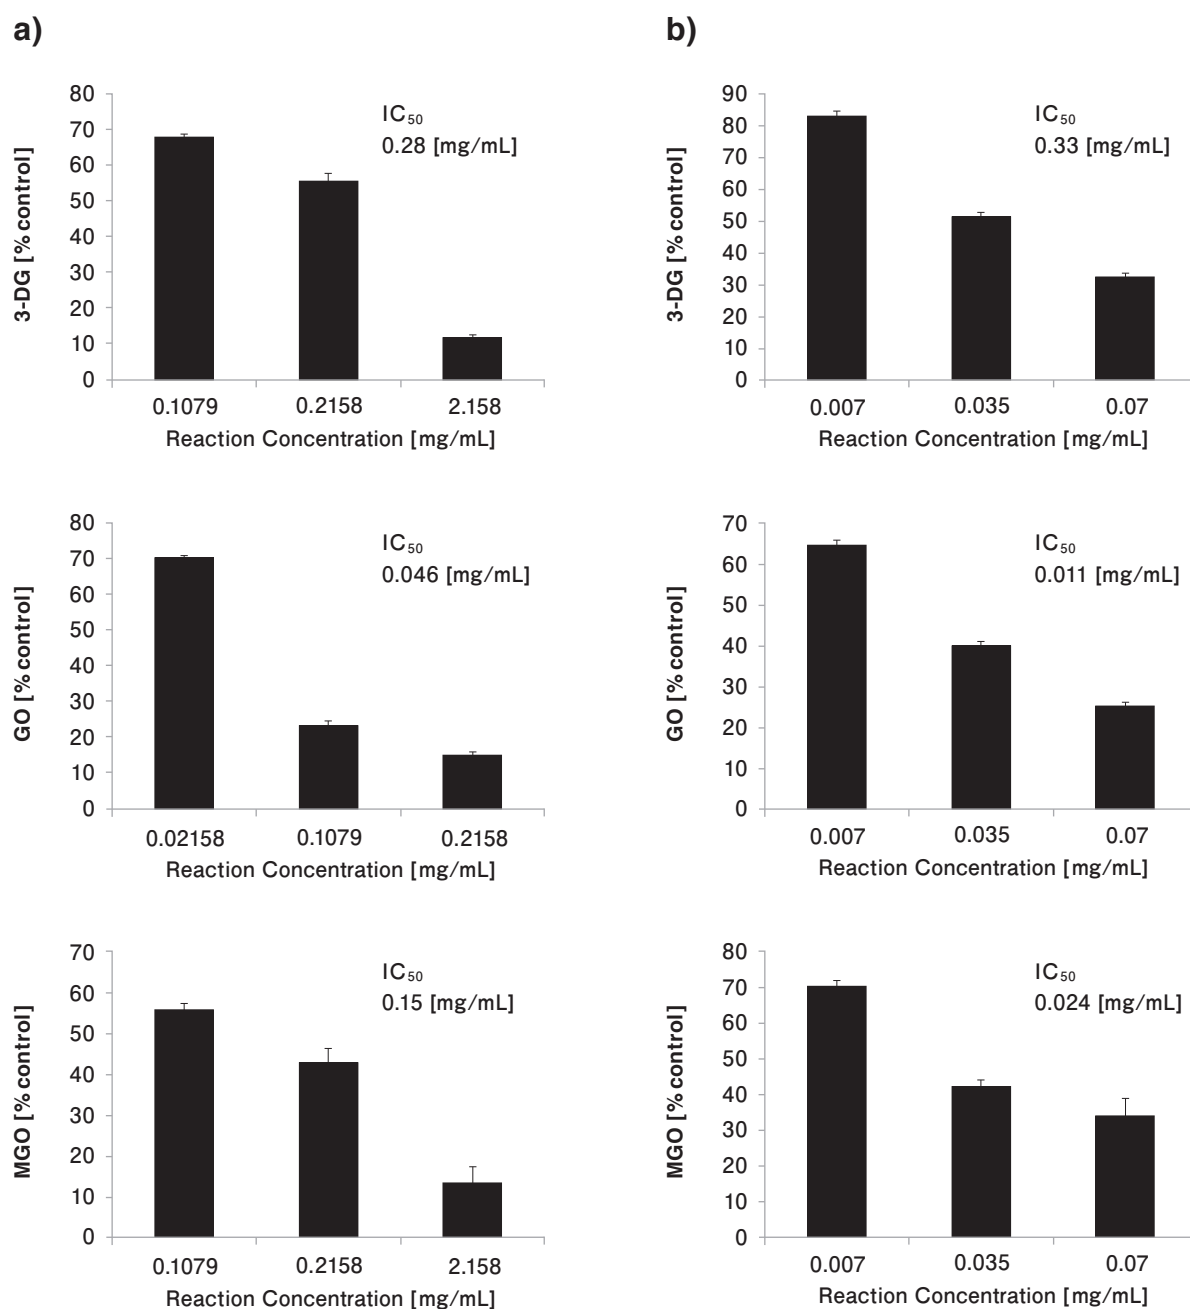 a)
80
70
60
50
40
30
20
10
0
3-DG [% control]
IC50
0.28 [mg/mL]
0.1079 0.2158 2.158
Reaction Concentration [mg/mL]
80
70
60
50
40
30
20
10
0
GO [% control]
IC50
0.046 [mg/mL]
0.02158 0.1079 0.2158
Reaction Concentration [mg/mL]
70
60
50
40
30
20
10
0
MGO [% control]
IC50
0.15 [mg/mL]
0.1079 0.2158 2.158
Reaction Concentration [mg/mL]
b)
90
80
70
60
50
40
30
20
10
0
3-DG [% control]
IC50
0.33 [mg/mL]
0.007 0.035 0.07
Reaction Concentration [mg/mL]
70
60
50
40
30
20
10
0
GO [% control]
IC50
0.011 [mg/mL]
0.007 0.035 0.07
Reaction Concentration [mg/mL]
80
70
60
50
40
30
20
10
0
MGO [% control]
IC50
0.024 [mg/mL]
0.007 0.035 0.07
Reaction Concentration [mg/mL]